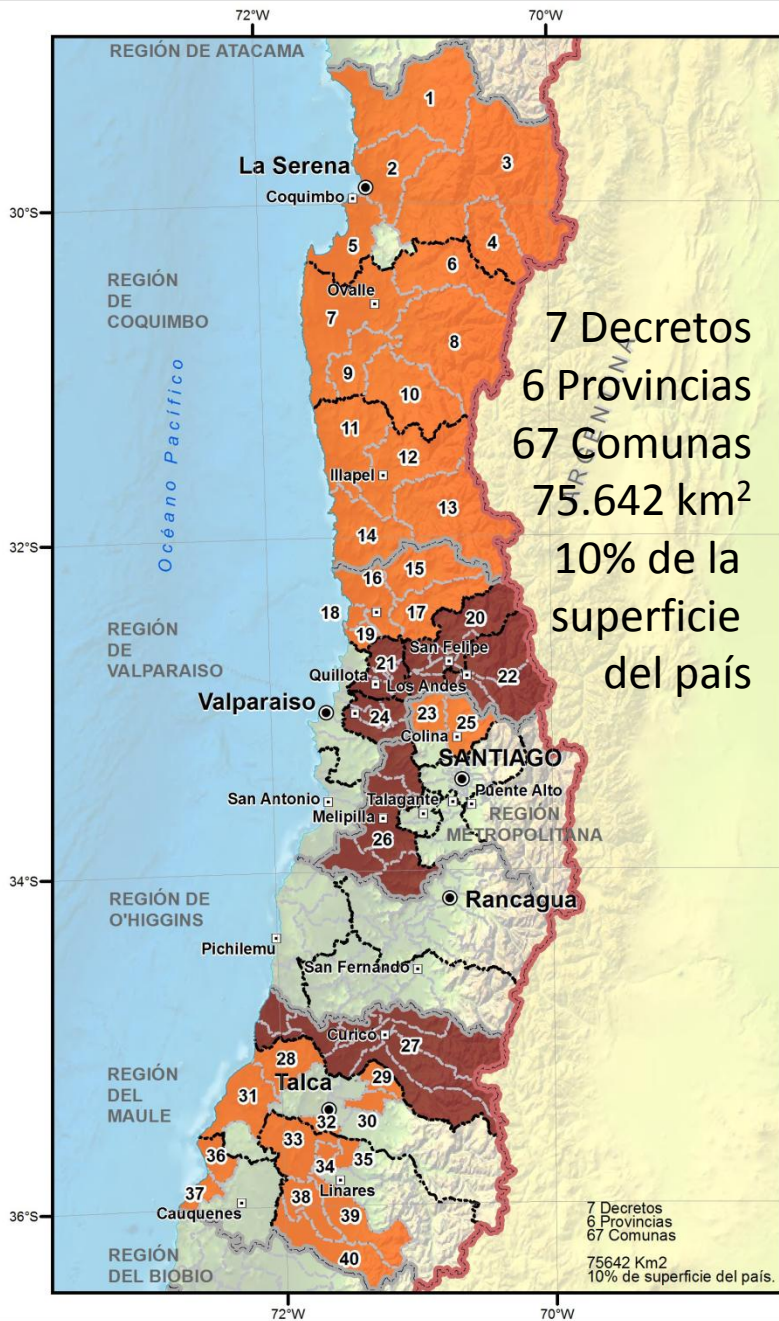 72°W
70°W
REGIÓN DE ATACAMA
1
2
3
La Serena
Coquimbo
30°S
4
5
6
REGIÓN
DE
COQUIMBO
Ovalle
7
8
9
10
7 Decretos
6 Provincias
67 Comunas
75.642 km²
10% de la
superficie
del país
ARGENTINA
Océano Pacífico
11
12
Illapel
13
14
32°S
15
16
17
18
19
20
REGIÓN
DE
VALPARAISO
San Felipe
21
22
Quillota
Los Andes
Valparaiso
23
24
25
Colina
SANTIAGO
San Antonio
Talagante
Puente Alto
Melipilla
REGIÓN
METROPOLITANA
26
34°S
REGIÓN DE
O'HIGGINS
Rancagua
Pichilemu
San Fernando
Curicó
27
28
REGIÓN
DEL
MAULE
Talca
29
30
31
32
33
34
35
36
Linares
37
38
39
Cauquenes
40
36°S
REGIÓN
DEL BIOBIO
7 Decretos
6 Provincias
67 Comunas
75642 Km2
10% de superficie del país.
72°W
70°W